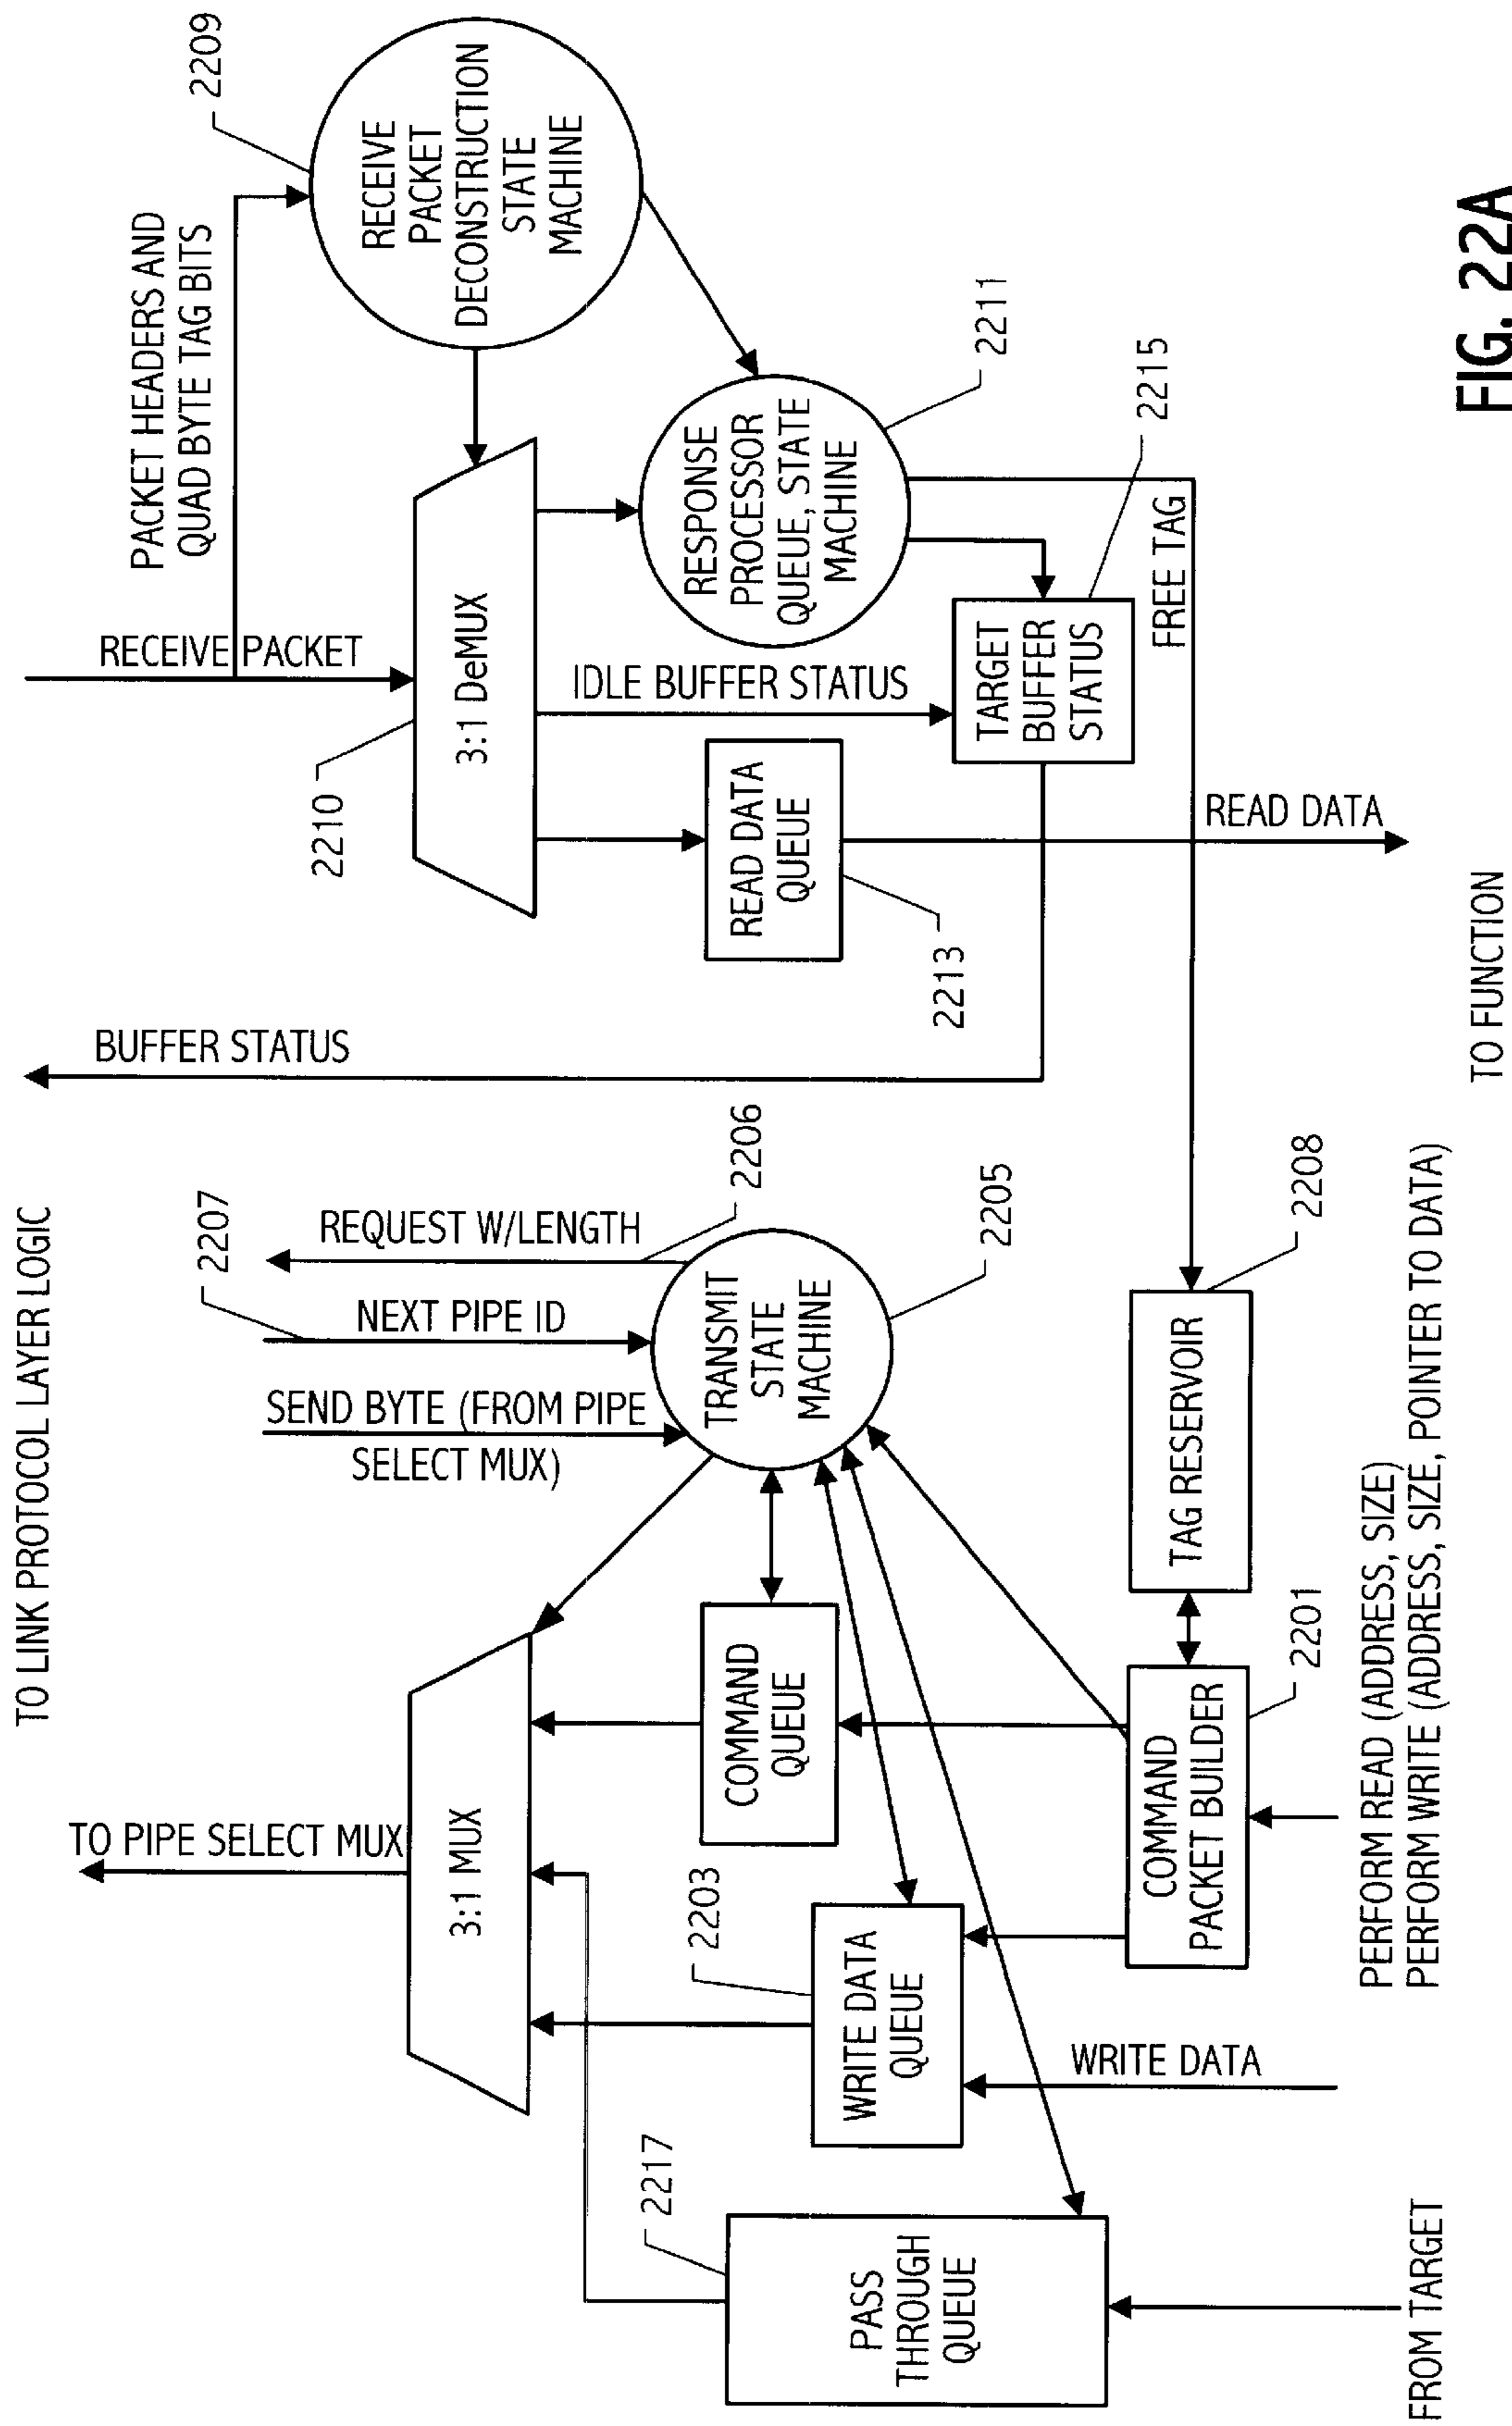 TO LINK PROTOCOL LAYER LOGIC
TO PIPE SELECT MUX
3:1 MUX
SEND BYTE (FROM PIPE
SELECT MUX)
NEXT PIPE ID
2207
REQUEST W/LENGTH
2206
TRANSMIT
STATE
MACHINE
2205
COMMAND
QUEUE
2203
WRITE DATA
QUEUE
2217
PASS
THROUGH
QUEUE
COMMAND
PACKET BUILDER
2201
TAG RESERVOIR
2208
WRITE DATA
FROM TARGET
PERFORM READ (ADDRESS, SIZE)
PERFORM WRITE (ADDRESS, SIZE, POINTER TO DATA)
BUFFER STATUS
RECEIVE PACKET
PACKET HEADERS AND
QUAD BYTE TAG BITS
2209
RECEIVE
PACKET
DECONSTRUCTION
STATE
MACHINE
2210
3:1 DeMUX
IDLE BUFFER STATUS
RESPONSE
PROCESSOR
QUEUE, STATE
MACHINE
2211
READ DATA
QUEUE
2213
TARGET
BUFFER
STATUS
2215
FREE TAG
READ DATA
TO FUNCTION
FIG. 22A